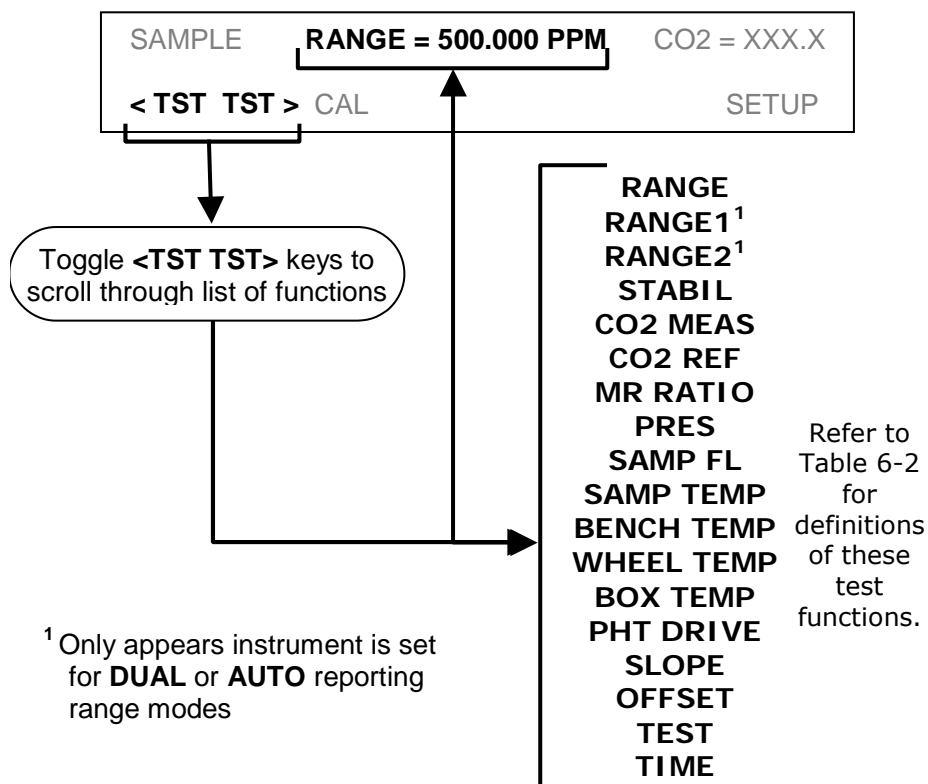 SAMPLE RANGE = 500.000 PPM CO2 = XXX.X
< TST TST > CAL SETUP
Toggle <TST TST> keys to
scroll through list of functions
RANGE
RANGE1¹
RANGE2¹
STABIL
CO2 MEAS
CO2 REF
MR RATIO
PRES
SAMP FL
SAMP TEMP
BENCH TEMP
WHEEL TEMP
BOX TEMP
PHT DRIVE
SLOPE
OFFSET
TEST
TIME
Refer to
Table 6-2
for
definitions
of these
test
functions.
¹ Only appears instrument is set
for DUAL or AUTO reporting
range modes